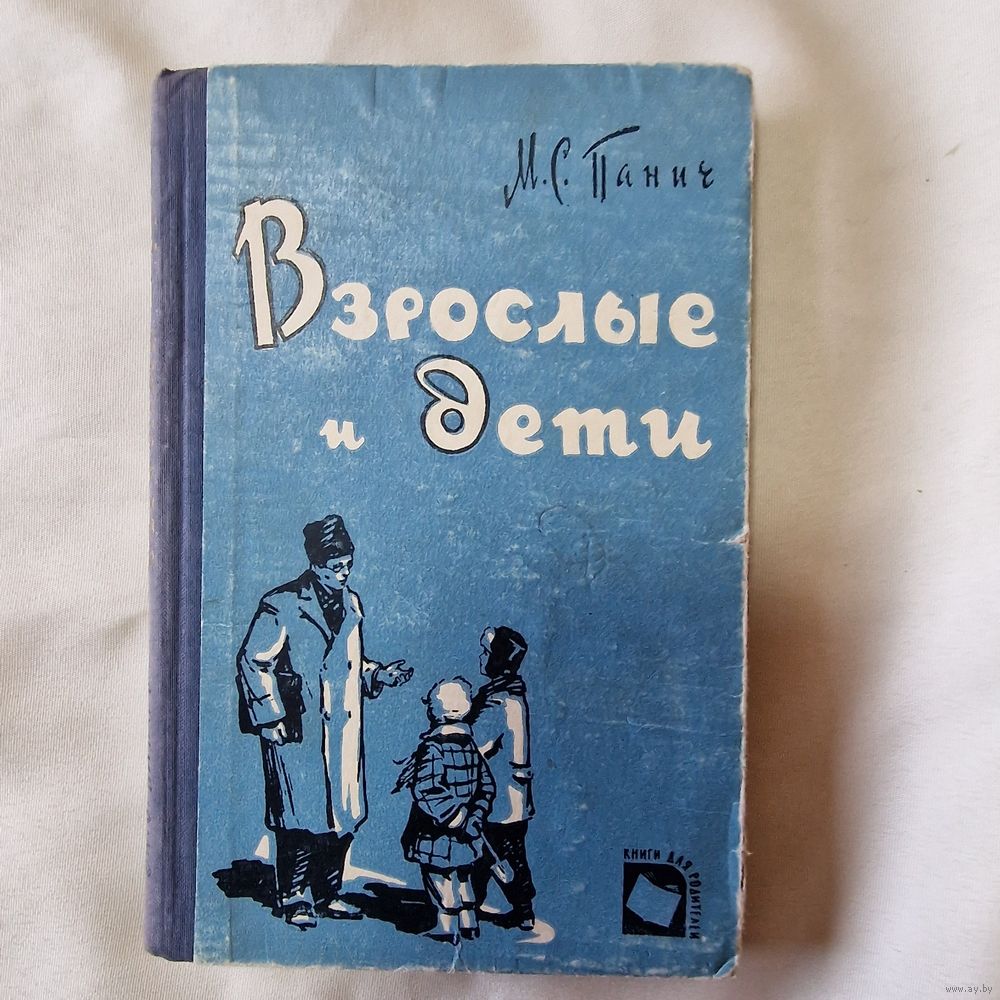 М. С. Панич
Взрослые
и Дети
КНИГИ ДЛЯ РОДИТЕЛЕЙ
www.ay.by